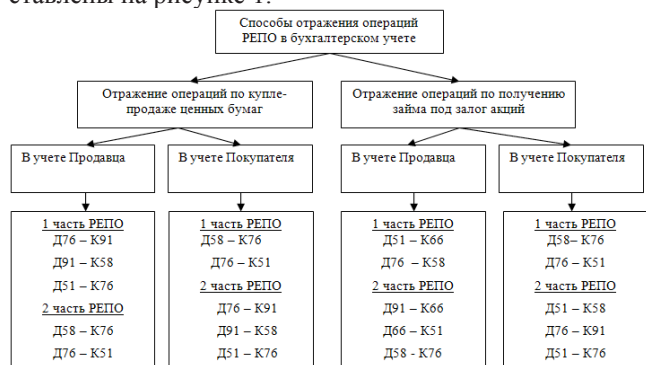 ставлены на рисунке 1.
Способы отражения операций
РЕПО в бухгалтерском учете
Отражение операций по купле-
продаже ценных бумаг
Отражение операций по получению
займа под залог акций
В учете Продавца
В учете Покупателя
В учете Продавца
В учете Покупателя
1 часть РЕПО
Д76 – К91
Д91 – К58
Д51 – К76
2 часть РЕПО
Д58 – К76
Д76 – К51
1 часть РЕПО
Д58 – К76
Д76 – К51
2 часть РЕПО
Д76 – К91
Д91 – К58
Д51 – К76
1 часть РЕПО
Д51 – К66
Д76 – К58
2 часть РЕПО
Д91 – К66
Д66 – К51
Д58 - К76
1 часть РЕПО
Д58– К76
Д76 – К51
2 часть РЕПО
Д51 – К58
Д76 – К91
Д51 – К76